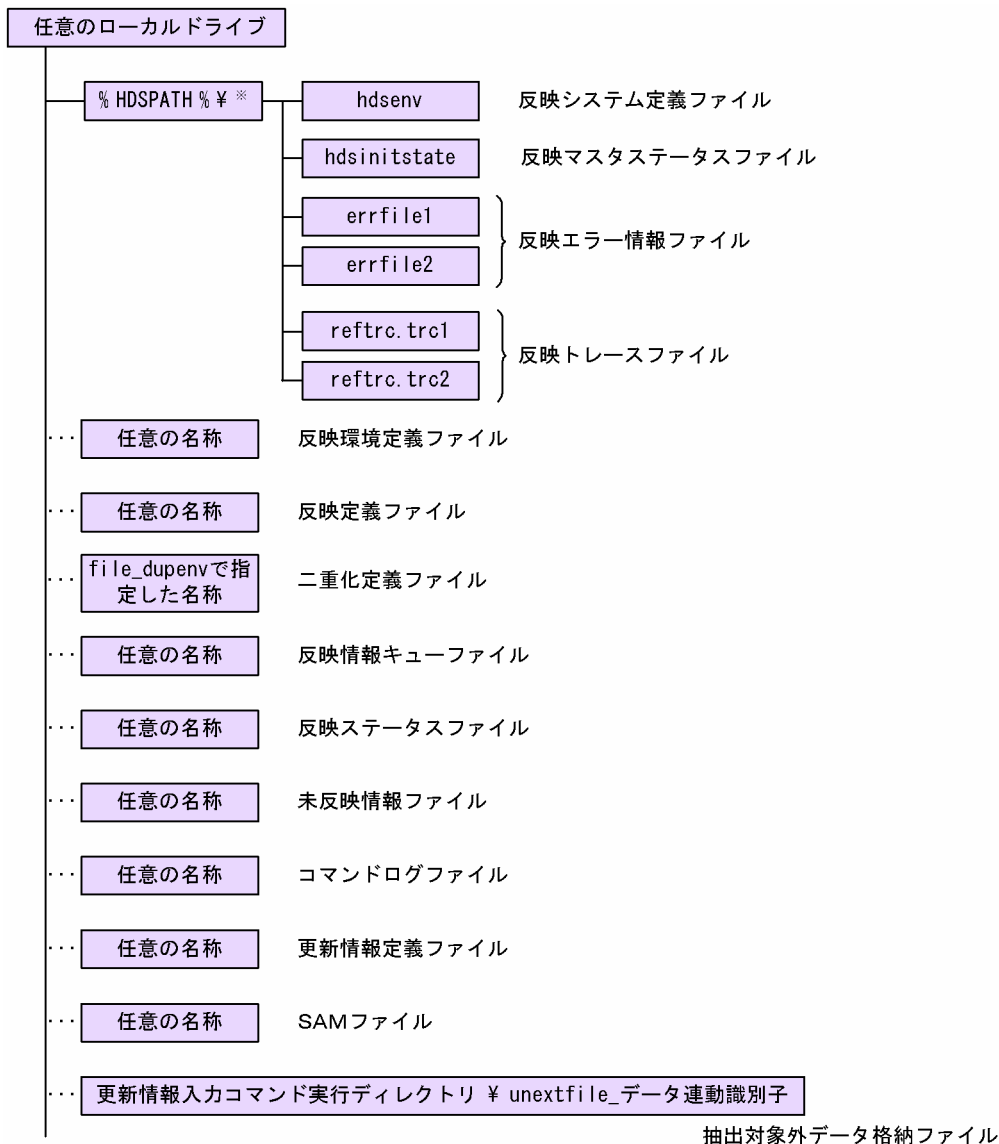 任意のローカルドライブ
%HDSPATH%¥ ※
hdsenv
反映システム定義ファイル
hdsinitstate
反映マスタステータスファイル
errfile1
errfile2
反映エラー情報ファイル
reftrc.trc1
reftrc.trc2
反映トレースファイル
任意の名称
反映環境定義ファイル
任意の名称
反映定義ファイル
file_dupenvで指
定した名称
二重化定義ファイル
任意の名称
反映情報キューファイル
任意の名称
反映ステータスファイル
任意の名称
未反映情報ファイル
任意の名称
コマンドログファイル
任意の名称
更新情報定義ファイル
任意の名称
SAMファイル
更新情報入力コマンド実行ディレクトリ ¥ unextfile_データ連動識別子
抽出対象外データ格納ファイル